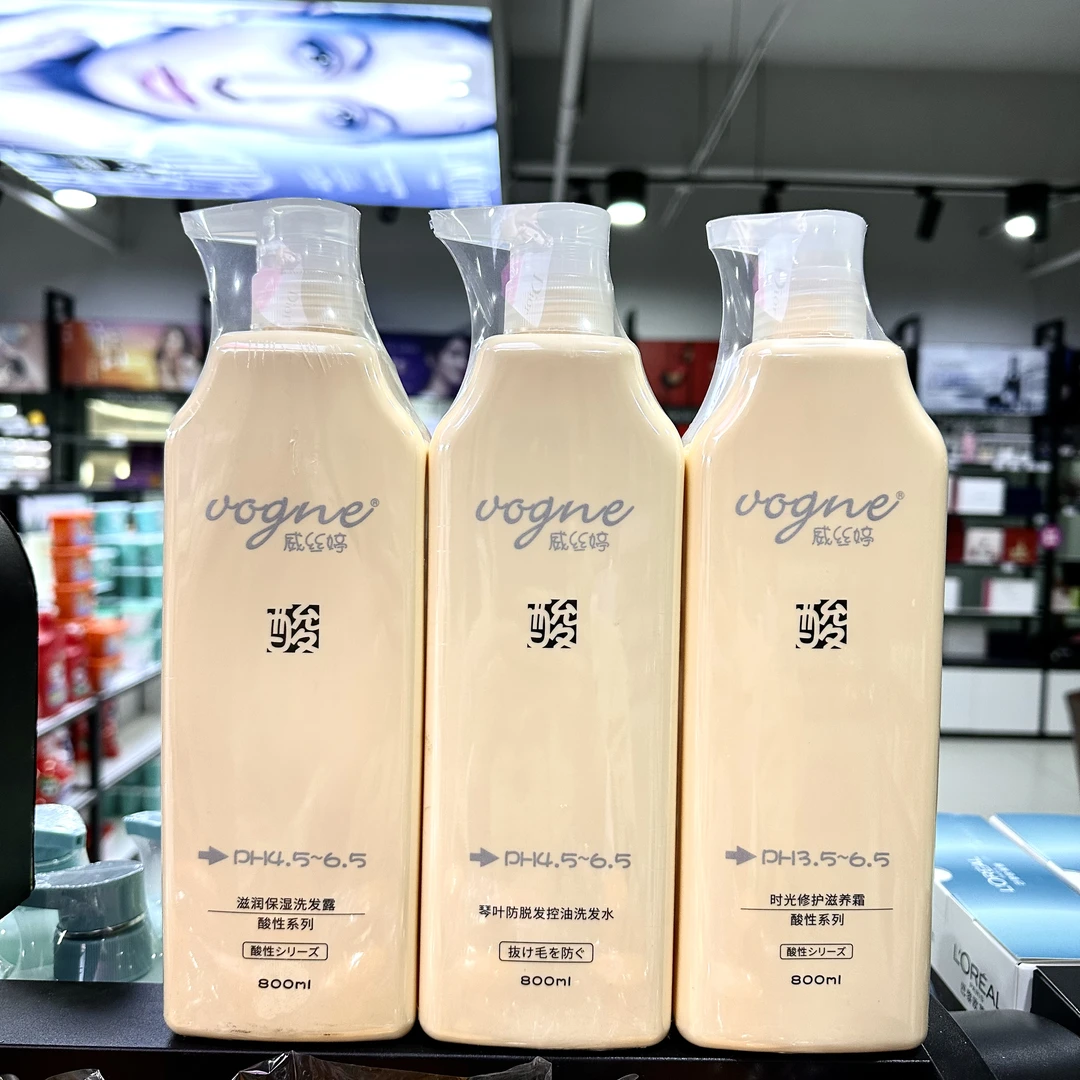 vogne®
威丝婷
酸
PH4.5~6.5
滋润保湿洗发露
酸性系列
酸性シリーズ
800ml
vogne
威丝婷
酸
PH4.5~6.5
琴叶防脱发控油洗发水
抜け毛を防ぐ
800ml
vogne®
威丝婷
酸
PH3.5~6.5
时光修护滋养霜
酸性系列
酸性シリーズ
800ml
L'ORÉAL
L'ORÉAL